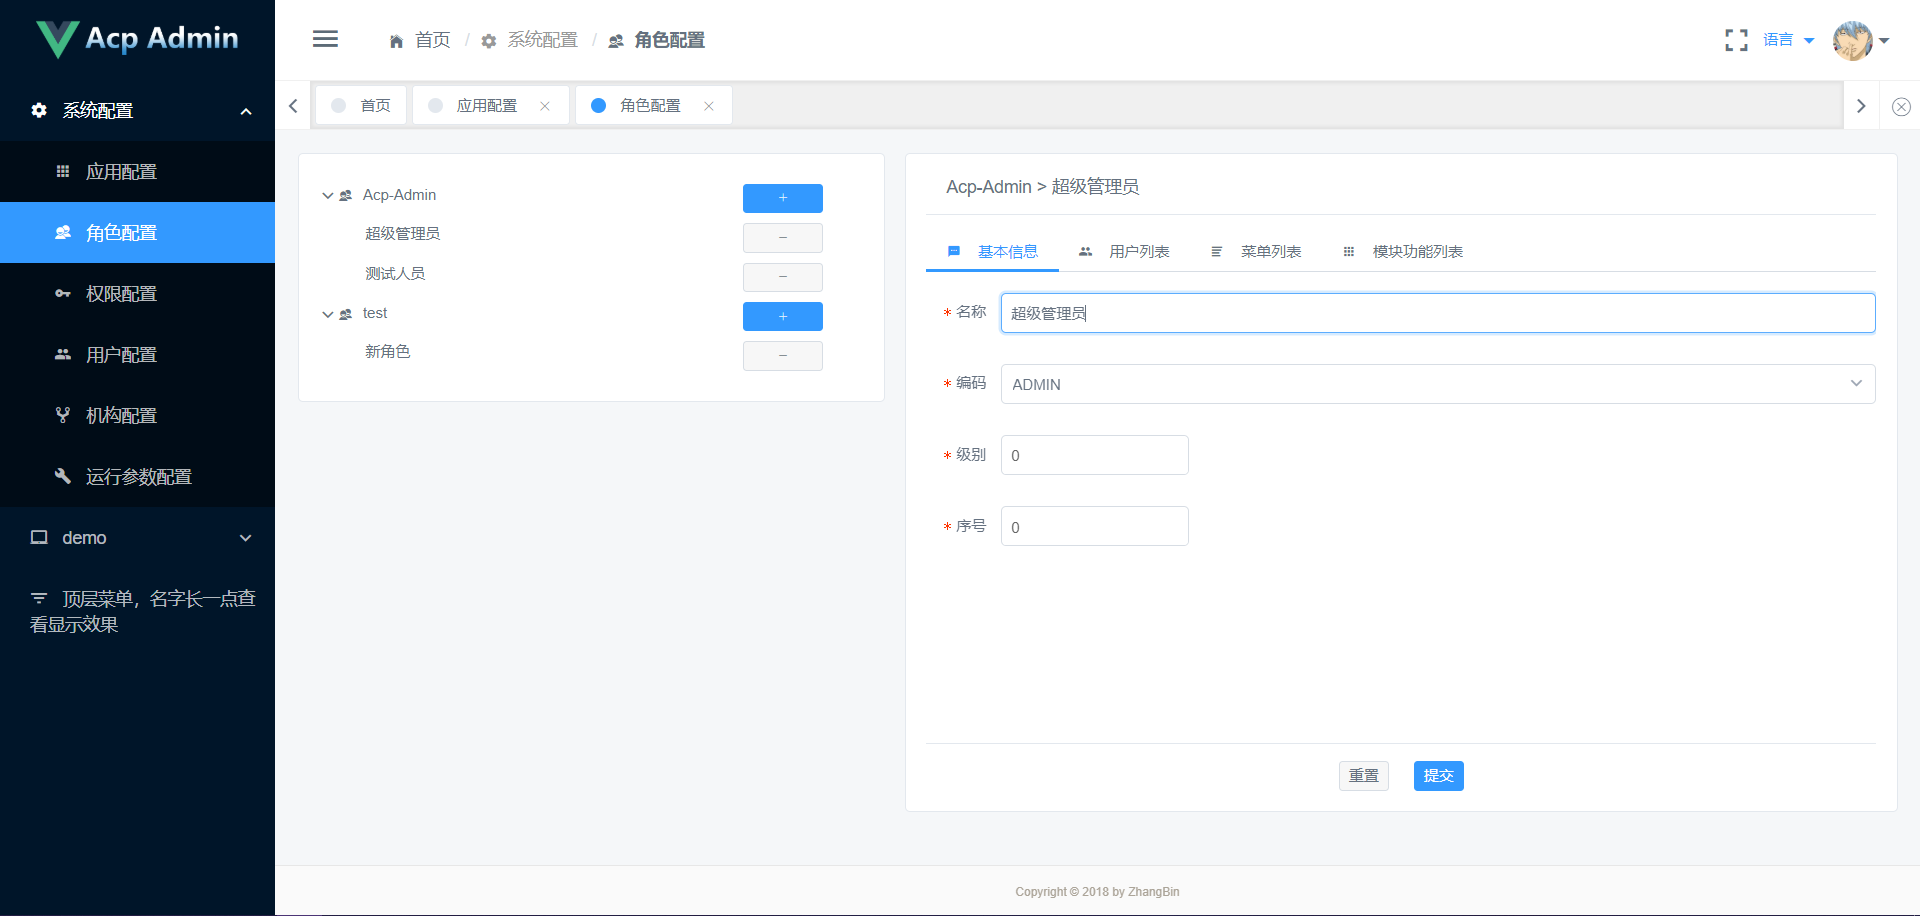 Acp Admin
系统配置
应用配置
角色配置
权限配置
用户配置
机构配置
运行参数配置
demo
顶层菜单，名字长一点查
看显示效果
首页 / 系统配置 / 角色配置
语言
首页
应用配置
角色配置
Acp-Admin
+
超级管理员
−
测试人员
−
test
+
新角色
−
Acp-Admin > 超级管理员
基本信息
用户列表
菜单列表
模块功能列表
* 名称 超级管理员
* 编码 ADMIN
* 级别 0
* 序号 0
重置
提交
Copyright © 2018 by ZhangBin